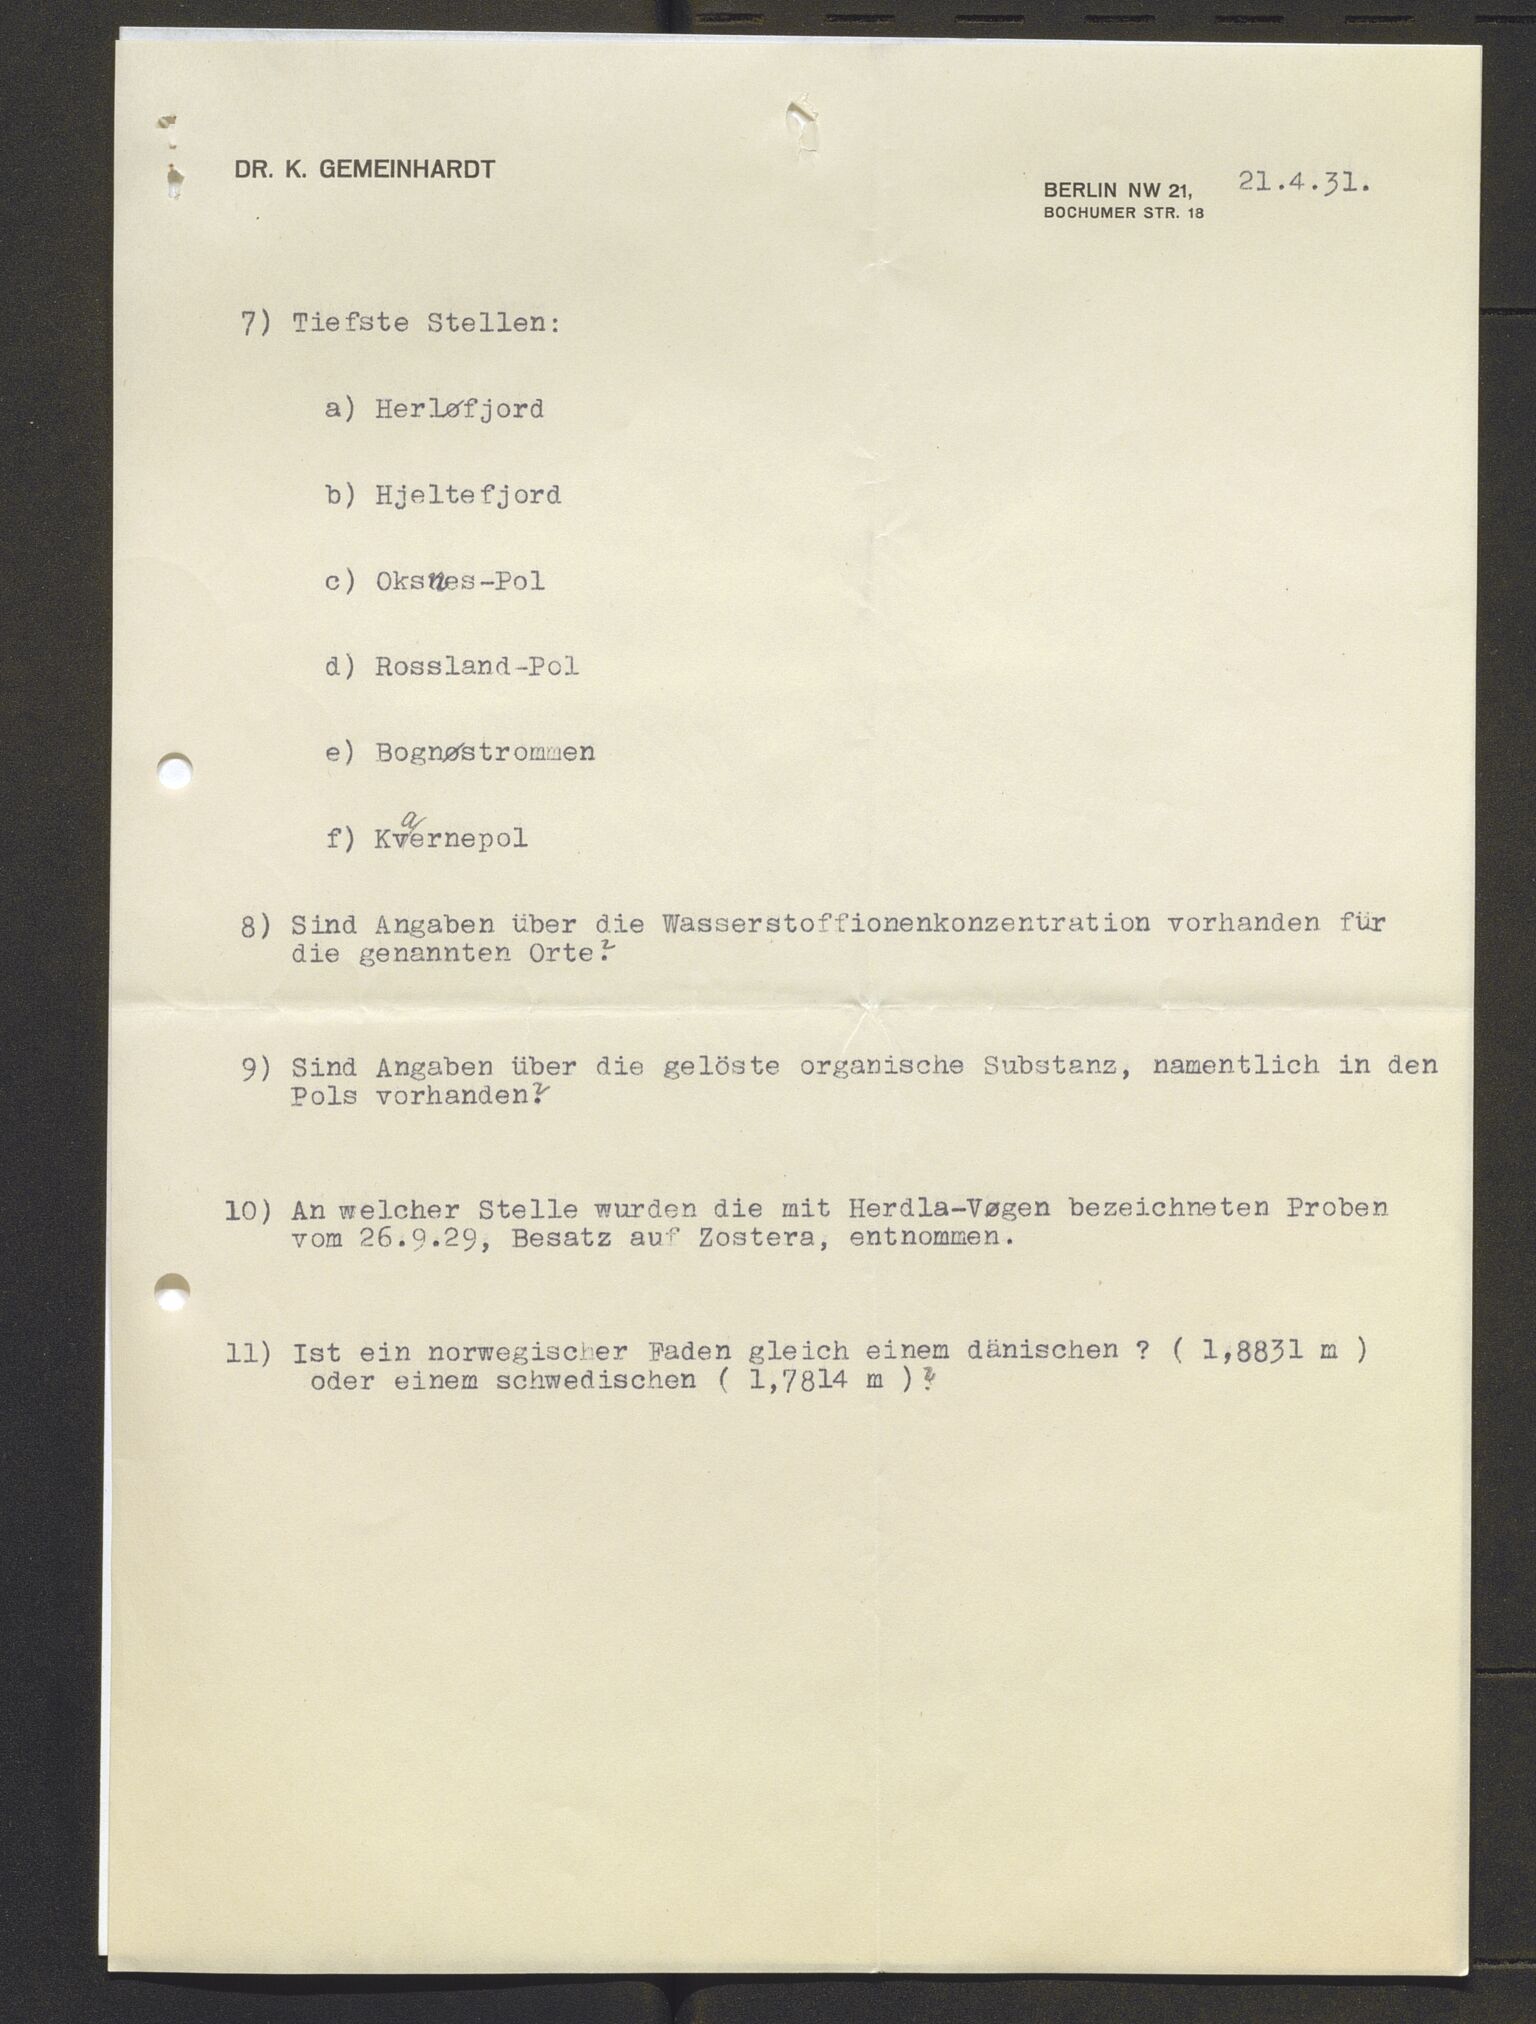 DR. K. GEMEINHARDT
BERLIN NW 21, 21.4.31.
BOCHUMER STR. 18
7) Tiefste Stellen:
a) Herløfjord
b) Hjeltefjord
c) Oksnes-Pol
d) Rossland-Pol
e) Bognøstrommen
f) Kvaernepol
8) Sind Angaben über die Wasserstoffionenkonzentration vorhanden für
die genannten Orte?
9) Sind Angaben über die gelöste organische Substanz, namentlich in den
Pols vorhanden?
10) An welcher Stelle wurden die mit Herdla-Vøgen bezeichneten Proben
vom 26.9.29, Besatz auf Zostera, entnommen.
11) Ist ein norwegischer Faden gleich einem dänischen ? ( 1,8831 m )
oder einem schwedischen ( 1,7814 m )?